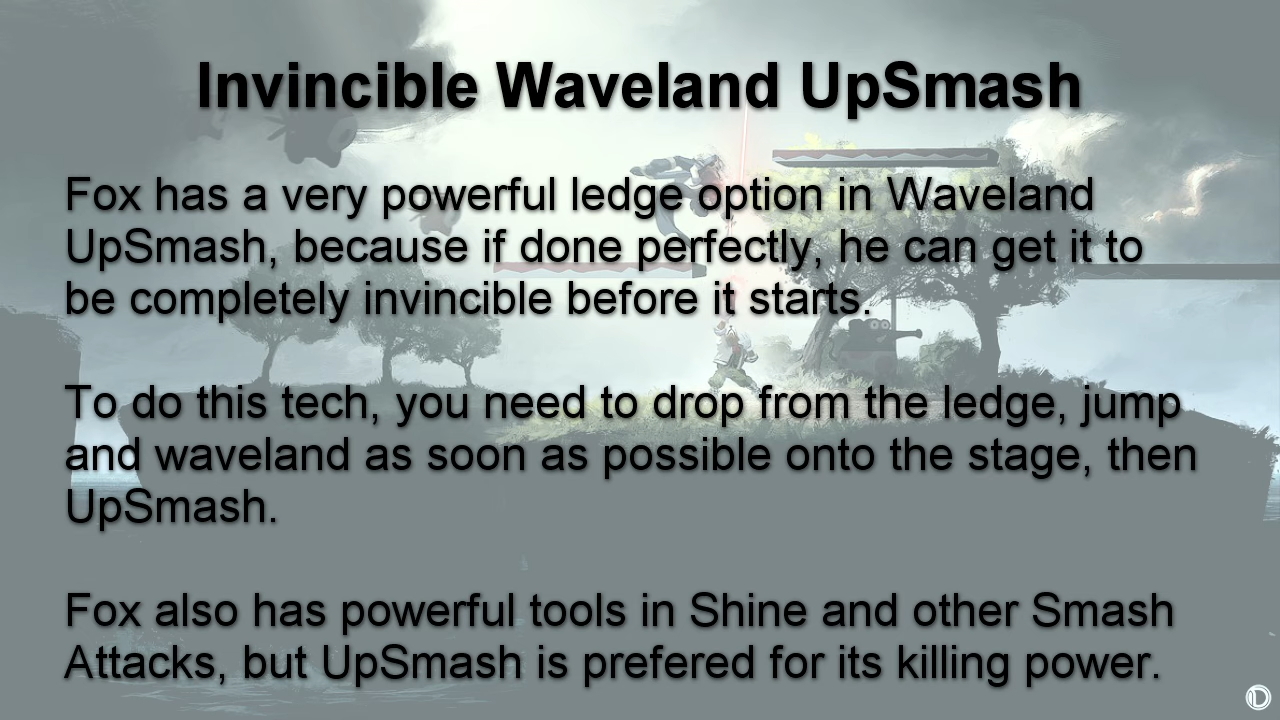 Invincible Waveland UpSmash
Fox has a very powerful ledge option in Waveland
UpSmash, because if done perfectly, he can get it to
be completely invincible before it starts.
To do this tech, you need to drop from the ledge, jump
and waveland as soon as possible onto the stage, then
UpSmash.
Fox also has powerful tools in Shine and other Smash
Attacks, but UpSmash is prefered for its killing power.